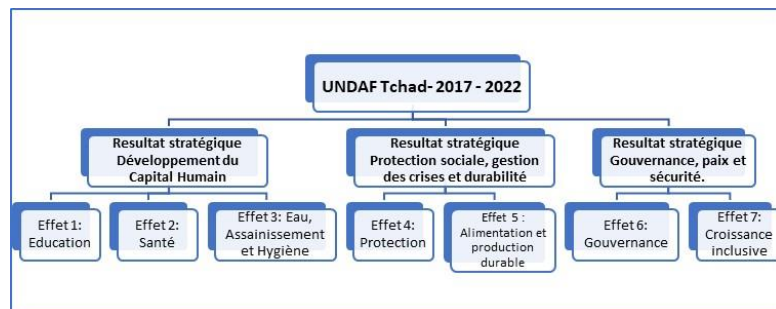 UNDAF Tchad- 2017 - 2022
Resultat stratégique
Développement du
Capital Humain
Resultat stratégique
Protection sociale, gestion
des crises et durabilité
Resultat stratégique
Gouvernance, paix et
sécurité.
Effet 1:
Education
Effet 2:
Santé
Effet 3: Eau,
Assainissement
et Hygiène
Effet 4:
Protection
Effet 5 :
Alimentation et
production
durable
Effet 6:
Gouvernance
Effet 7:
Croissance
inclusive